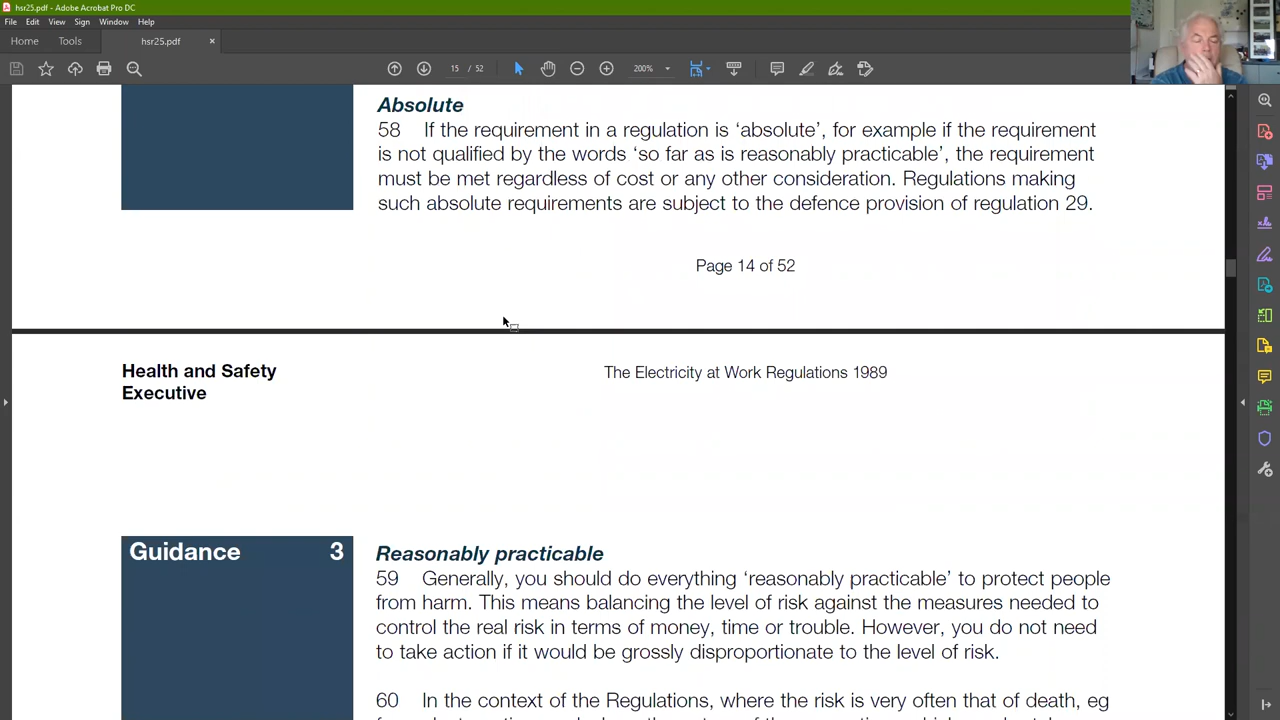 hsr25.pdf - Adobe Acrobat Pro DC
File Edit View Sign Window Help
Home Tools hsr25.pdf ×
15 / 52 200%
Absolute
58 If the requirement in a regulation is ‘absolute’, for example if the requirement
is not qualified by the words ‘so far as is reasonably practicable’, the requirement
must be met regardless of cost or any other consideration. Regulations making
such absolute requirements are subject to the defence provision of regulation 29.
Page 14 of 52
Health and Safety
Executive
The Electricity at Work Regulations 1989
Guidance 3
Reasonably practicable
59 Generally, you should do everything ‘reasonably practicable’ to protect people
from harm. This means balancing the level of risk against the measures needed to
control the real risk in terms of money, time or trouble. However, you do not need
to take action if it would be grossly disproportionate to the level of risk.
60 In the context of the Regulations, where the risk is very often that of death, eg